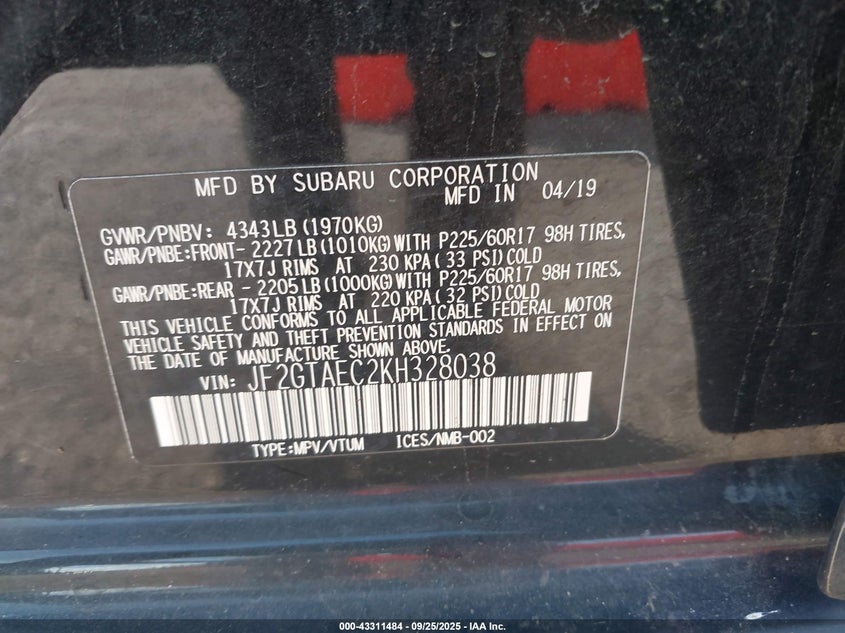 MFD BY SUBARU CORPORATION
MFD IN 04/19
GVWR/PNBV: 4343LB(1970KG)
GAWR/PNBE:FRONT- 2227LB(1010KG)WITH P225/60R17 98H TIRES,
17X7J RIMS AT 230 KPA( 33 PSI)COLD
GAWR/PNBE:REAR - 2205LB(1000KG)WITH P225/60R17 98H TIRES,
17X7J RIMS AT 220 KPA( 32 PSI)COLD
THIS VEHICLE CONFORMS TO ALL APPLICABLE FEDERAL MOTOR
VEHICLE SAFETY AND THEFT PREVENTION STANDARDS IN EFFECT ON
THE DATE OF MANUFACTURE SHOWN ABOVE.
VIN: JF2GTAEC2KH328038
TYPE:MPV/VTUM ICES/NMB-002
000-43311484 - 09/25/2025 - IAA Inc.